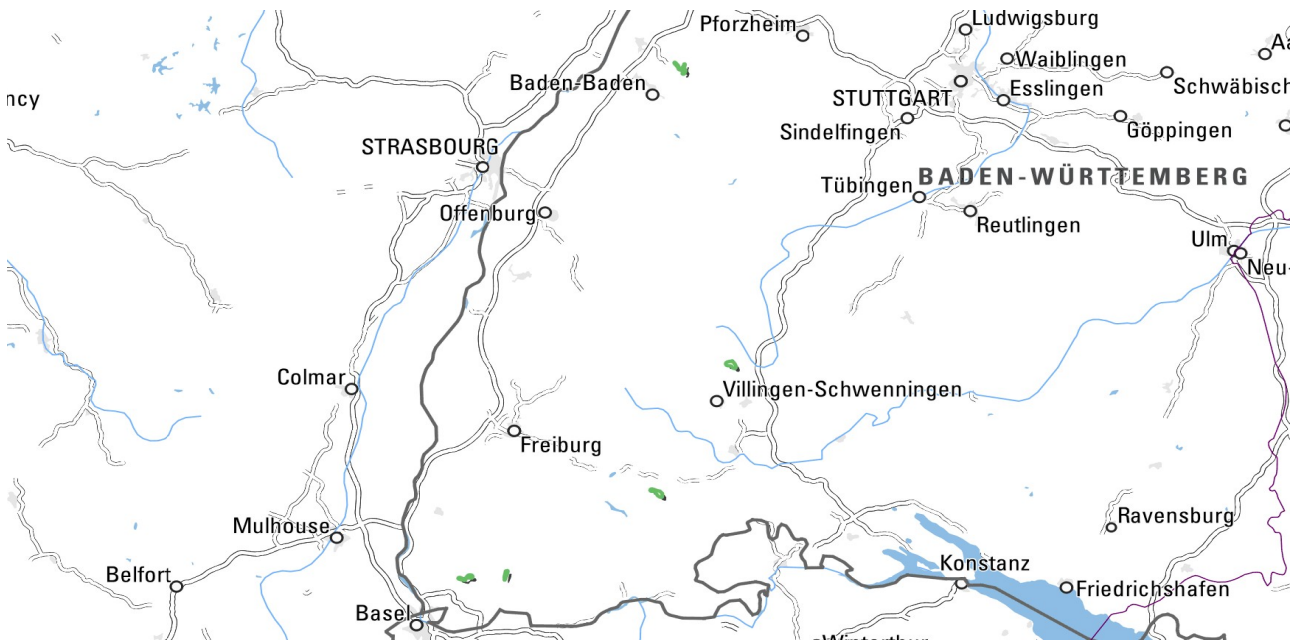 Ludwigsburg
Pforzheim
Waiblingen
Baden-Baden
Esslingen
STUTTGART
Sindelfingen
Göppingen
STRASBOURG
BADEN-WÜRTTEMBERG
Tübingen
Offenburg
Reutlingen
Ulm
Colmar
Villingen-Schwenningen
Freiburg
Mulhouse
Ravensburg
Konstanz
Belfort
Friedrichshafen
Basel